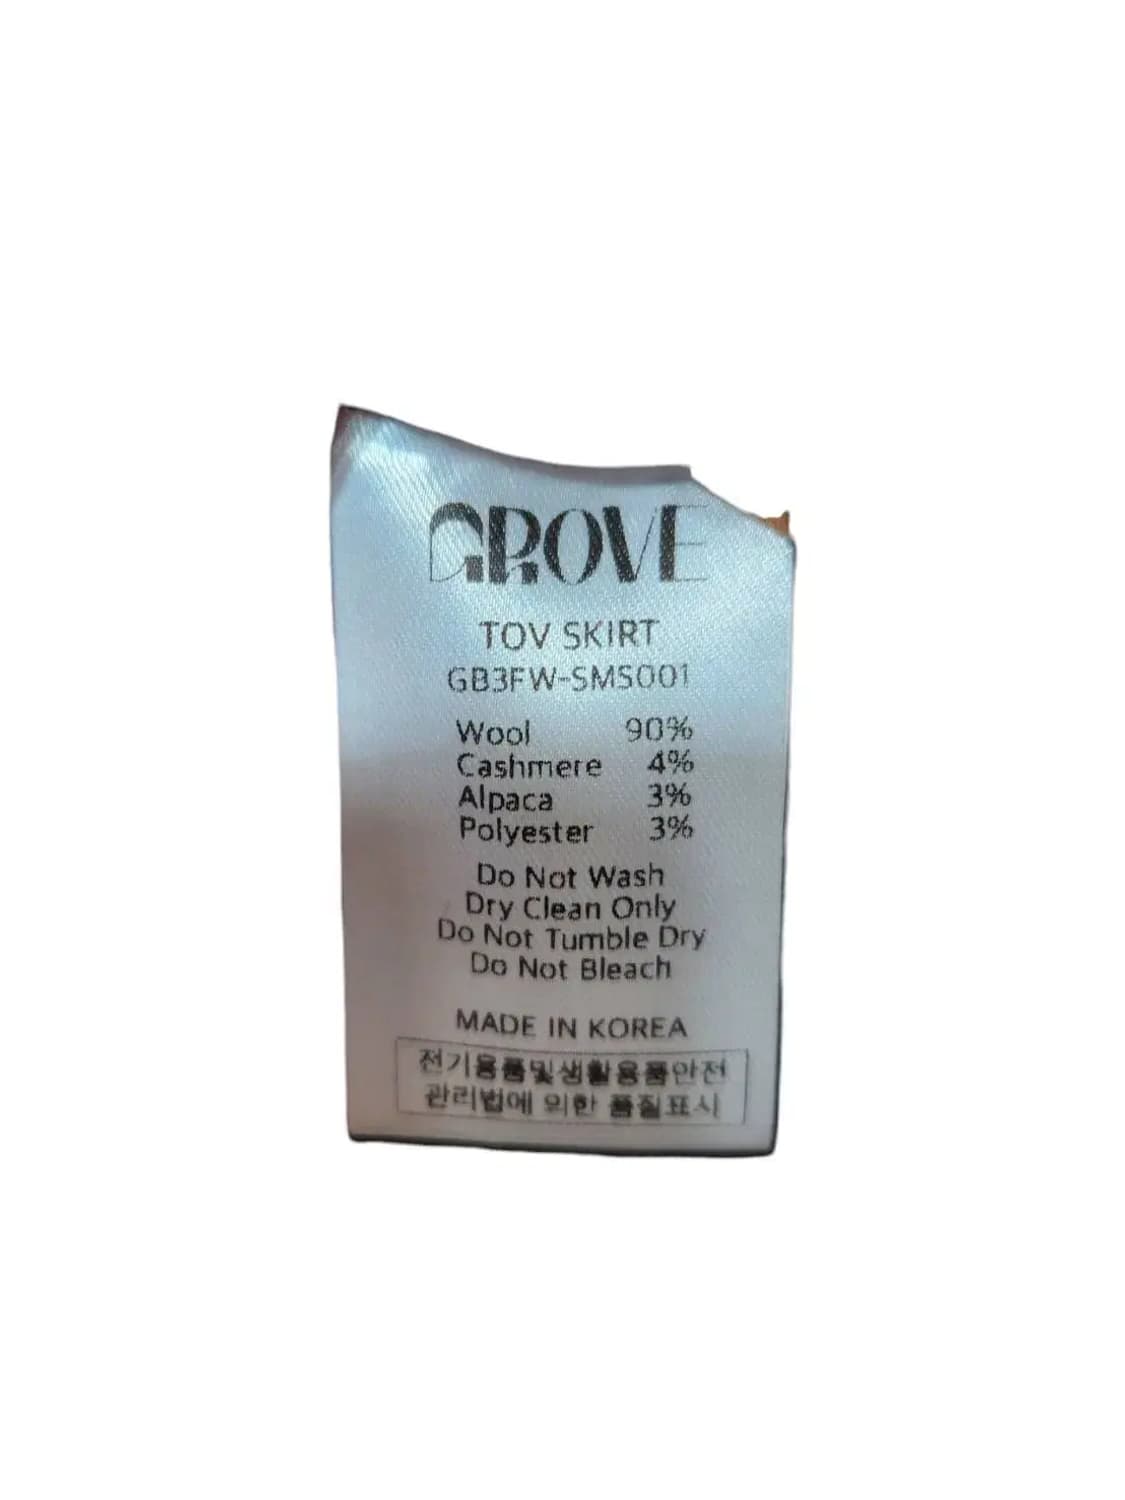 GROVE
TOV SKIRT
GB3FW-SMS001
Wool 90%
Cashmere 4%
Alpaca 3%
Polyester 3%
Do Not Wash
Dry Clean Only
Do Not Tumble Dry
Do Not Bleach
MADE IN KOREA
전기용품및생활용품안전
관리법에 의한 품질표시